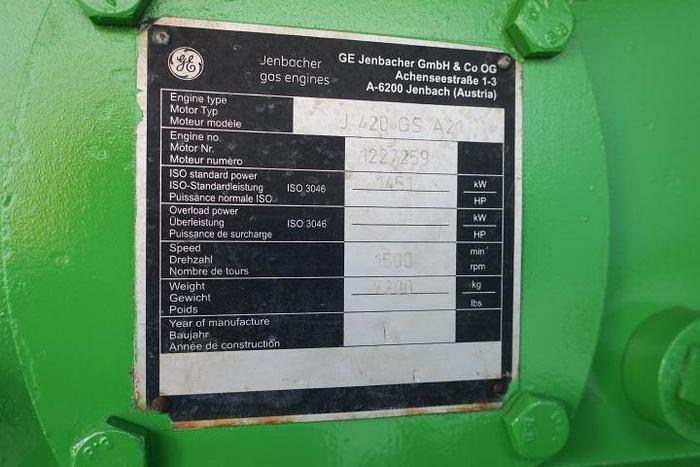 GE
Jenbacher
gas engines
GE Jenbacher GmbH & Co OG
Achenseestraße 1-3
A-6200 Jenbach (Austria)
Engine type
Motor Typ
Moteur modéle
J 420 GS A21
Engine no.
Motor Nr.
Moteur numéro
1227259
ISO standard power
ISO-Standardleistung ISO 3046
Puissance normale ISO
1451
kW
HP
Overload power
Überleistung ISO 3046
Puissance de surcharge
kW
HP
Speed
Drehzahl
Nombre de tours
1500
min
rpm
Weight
Gewicht
Poids
kg
lbs
Year of manufacture
Baujahr
Année de construction
8.8